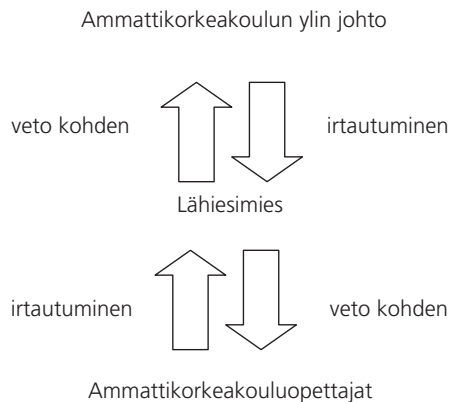 Ammattikorkeakoulun ylin johto
veto kohden
irtautuminen
Lähiesimies
irtautuminen
veto kohden
Ammattikorkeakouluopettajat